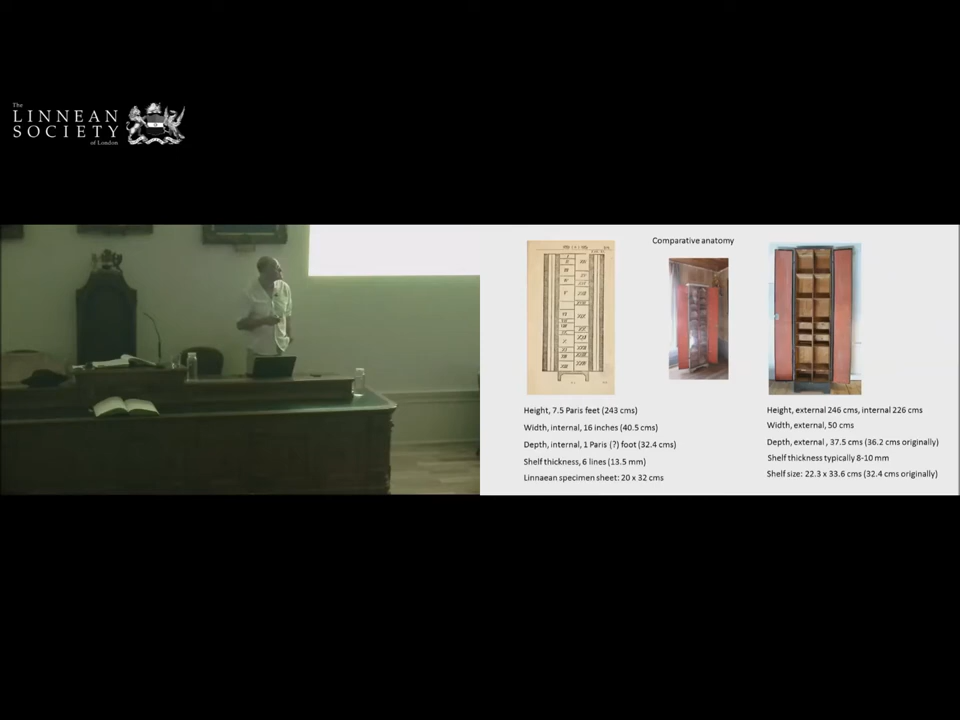 The
LINNEAN
SOCIETY
of London
Comparative anatomy
Height, 7.5 Paris feet (243 cms)
Width, internal, 16 inches (40.5 cms)
Depth, internal, 1 Paris (?) foot (32.4 cms)
Shelf thickness, 6 lines (13.5 mm)
Linnaean specimen sheet: 20 x 32 cms
Height, external 246 cms, internal 226 cms
Width, external, 50 cms
Depth, external , 37.5 cms (36.2 cms originally)
Shelf thickness typically 8-10 mm
Shelf size: 22.3 x 33.6 cms (32.4 cms originally)